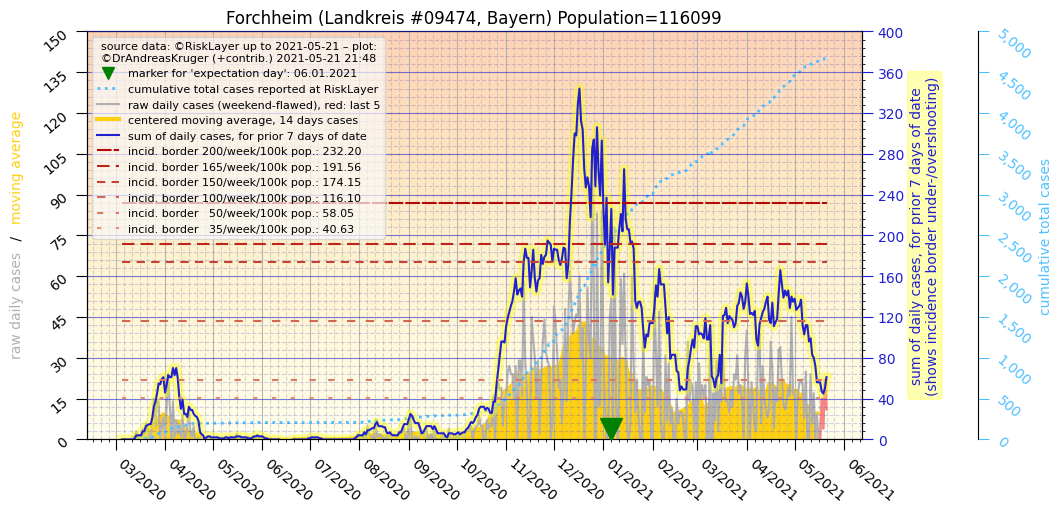 Forchheim (Landkreis #09474, Bayern) Population=116099
source data: ©RiskLayer up to 2021-05-21 – plot:
©DrAndreasKruger (+contrib.) 2021-05-21 21:48
marker for 'expectation day': 06.01.2021
cumulative total cases reported at RiskLayer
raw daily cases (weekend-flawed), red: last 5
centered moving average, 14 days cases
sum of daily cases, for prior 7 days of date
incid. border 200/week/100k pop.: 232.20
incid. border 165/week/100k pop.: 191.56
incid. border 150/week/100k pop.: 174.15
incid. border 100/week/100k pop.: 116.10
incid. border 50/week/100k pop.: 58.05
incid. border 35/week/100k pop.: 40.63
raw daily cases / moving average
150
135
120
105
90
75
60
45
30
15
0
03/2020
04/2020
05/2020
06/2020
07/2020
08/2020
09/2020
10/2020
11/2020
12/2020
01/2021
02/2021
03/2021
04/2021
05/2021
06/2021
400
360
320
280
240
200
160
120
80
40
0
sum of daily cases, for prior 7 days of date
(shows incidence border under-/overshooting)
5,000
4,500
4,000
3,500
3,000
2,500
2,000
1,500
1,000
500
0
cumulative total cases